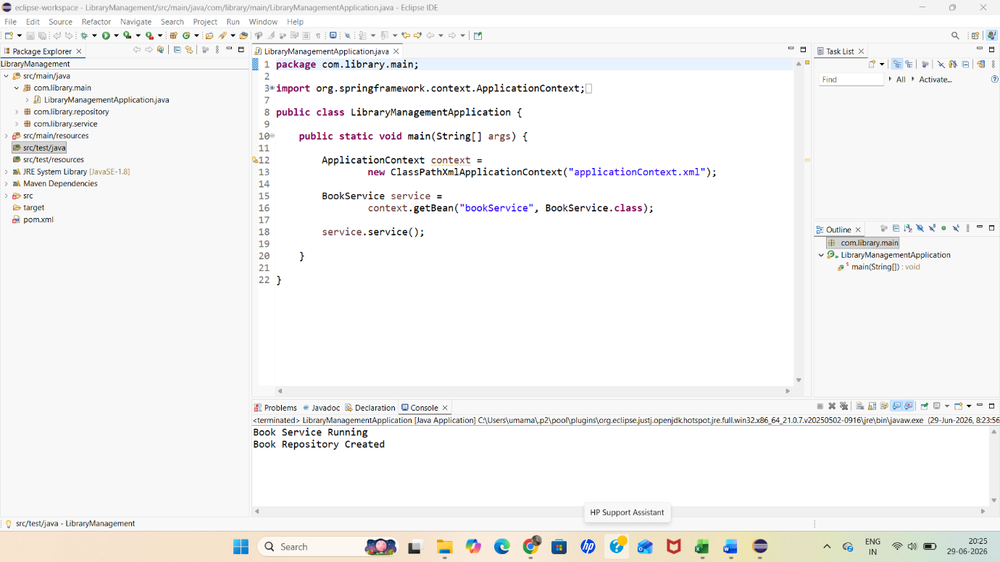 eclipse-workspace - LibraryManagement/src/main/java/com/library/main/LibraryManagementApplication.java - Eclipse IDE
File Edit Source Refactor Navigate Search Project Run Window Help
Package Explorer
LibraryManagement
src/main/java
com.library.main
LibraryManagementApplication.java
com.library.repository
com.library.service
src/main/resources
src/test/java
src/test/resources
JRE System Library [JavaSE-1.8]
Maven Dependencies
src
target
pom.xml
LibraryManagementApplication.java
1 package com.library.main;
2
3 import org.springframework.context.ApplicationContext;
7
8 public class LibraryManagementApplication {
9
10 public static void main(String[] args) {
11
12 ApplicationContext context =
13 new ClassPathXmlApplicationContext("applicationContext.xml");
14
15 BookService service =
16 context.getBean("bookService", BookService.class);
17
18 service.service();
19
20 }
21
22 }
Task List
Find All Activate...
Outline
com.library.main
LibraryManagementApplication
main(String[]) : void
Problems Javadoc Declaration Console
<terminated> LibraryManagementApplication [Java Application] C:\Users\umama\.p2\pool\plugins\org.eclipse.justj.openjdk.hotspot.jre.full.win32.x86_64_21.0.7.v20250502-0916\jre\bin\javaw.exe (29-Jun-2026, 8:23:56
Book Service Running
Book Repository Created
HP Support Assistant
src/test/java - LibraryManagement
Search
ENG
IN
20:25
29-06-2026